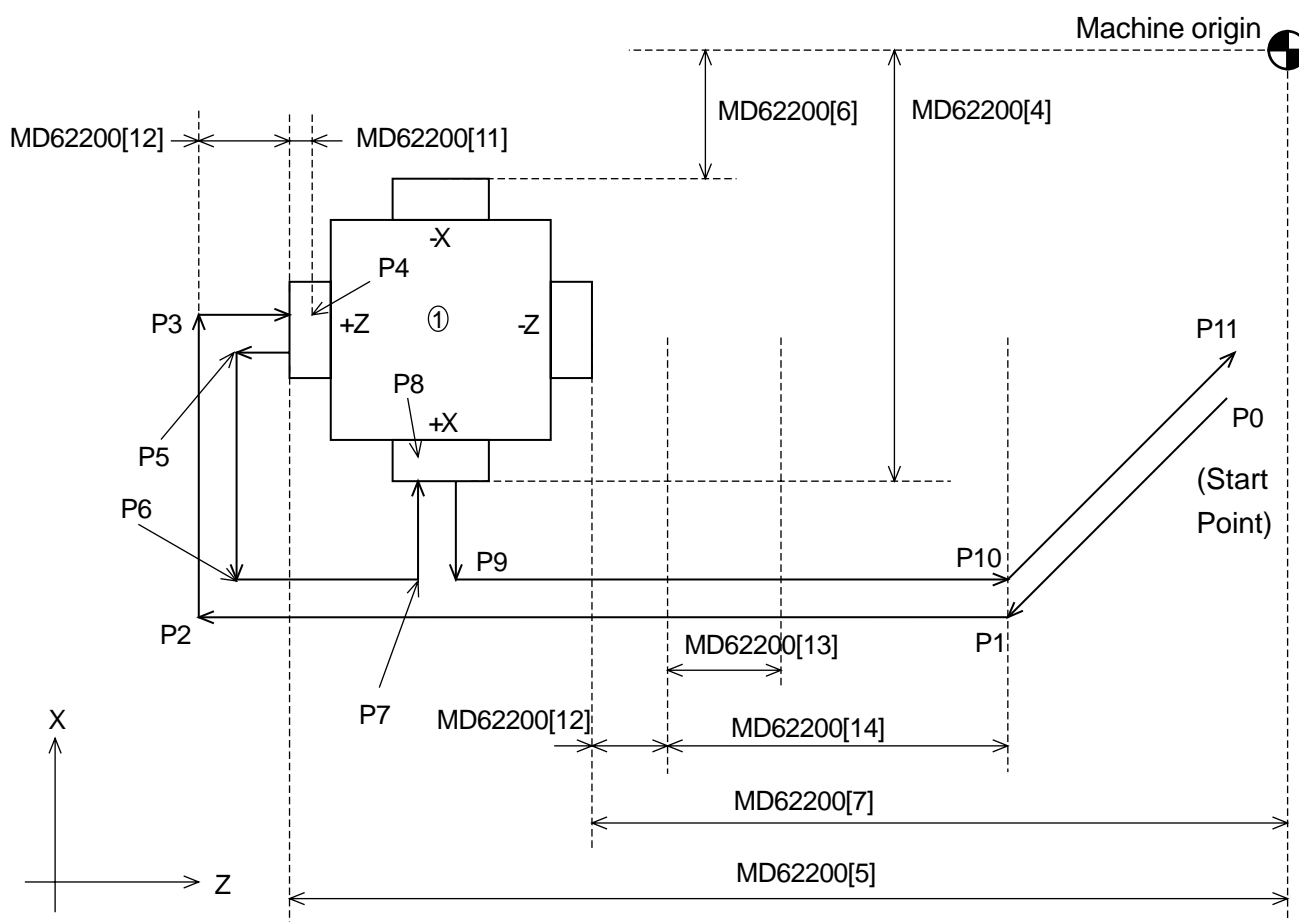 Machine origin
MD62200[6]
MD62200[4]
MD62200[12]
MD62200[11]
-X
P4
P3
+Z
①
-Z
P11
P8
P0
+X
P5
(Start
Point)
P6
P9
P10
P2
P1
MD62200[13]
P7
X
MD62200[12]
MD62200[14]
MD62200[7]
MD62200[5]
Z